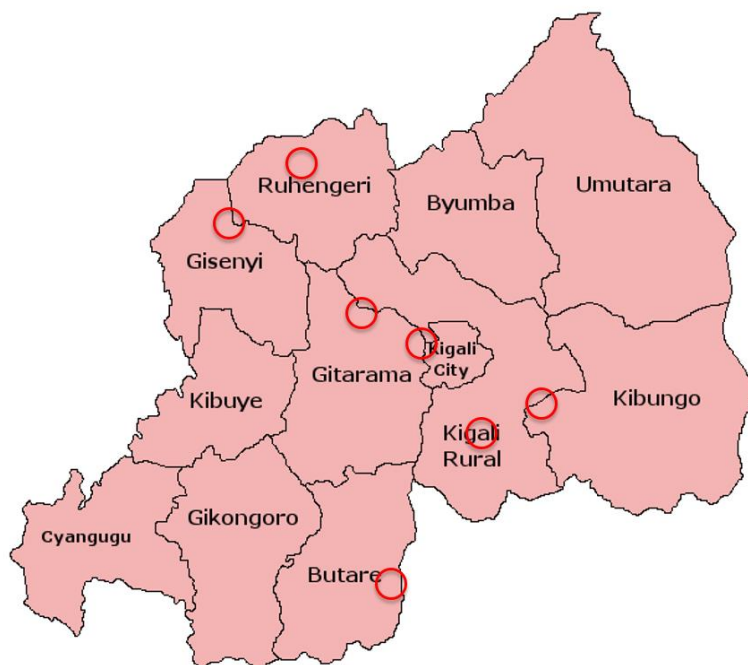 Umutara
Ruhengeri
Byumba
Gisenyi
Kigali
City
Gitarama
Kibuye
Kibungo
Kigali
Rural
Gikongoro
Cyangugu
Butare